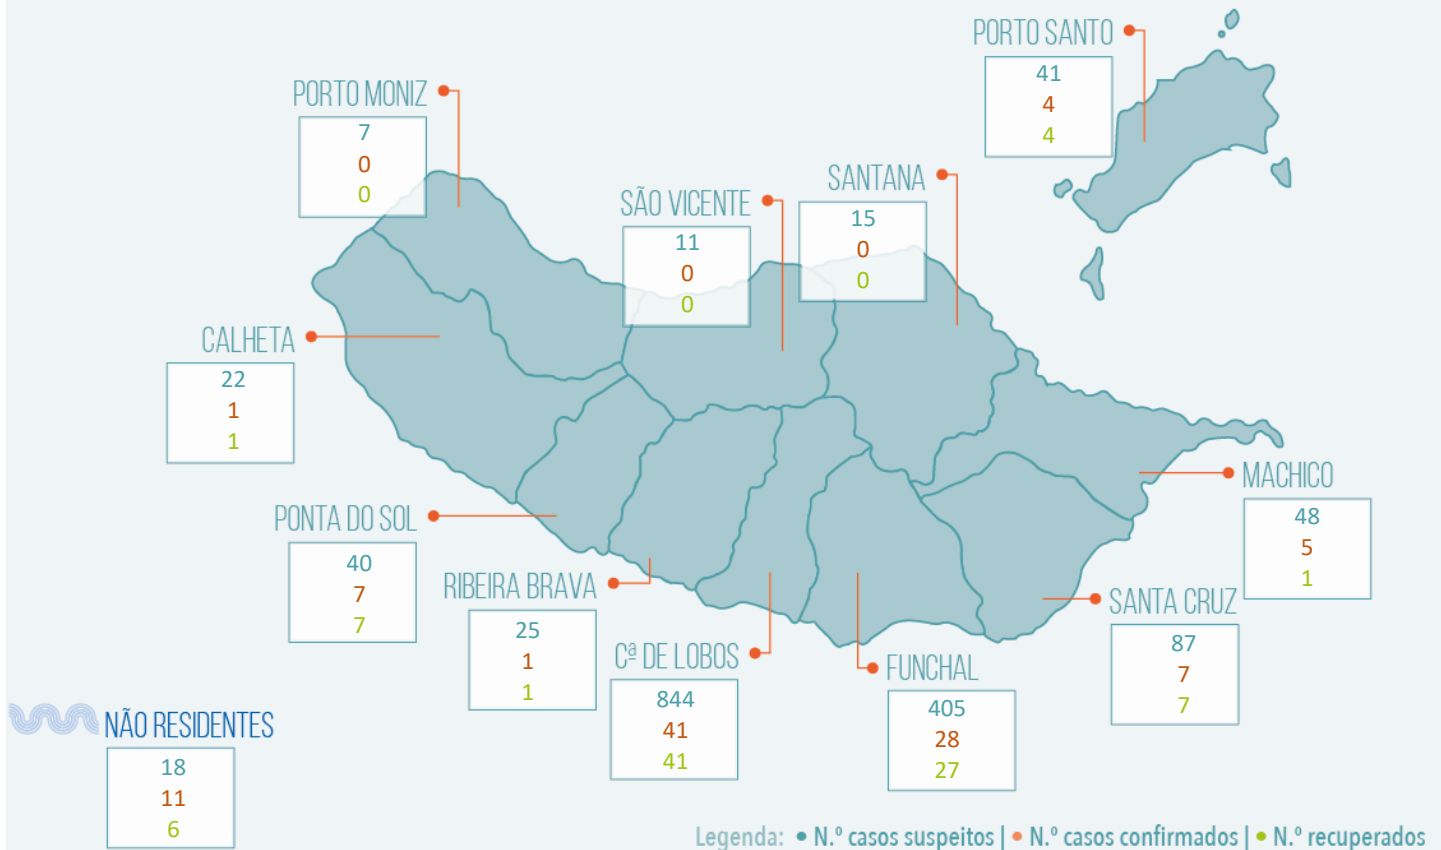 PORTO SANTO
41
4
4
PORTO MONIZ
7
0
0
SANTANA
15
0
0
SÃO VICENTE
11
0
0
CALHETA
22
1
1
MACHICO
48
5
1
PONTA DO SOL
40
7
7
RIBEIRA BRAVA
25
1
1
SANTA CRUZ
87
7
7
Cª DE LOBOS
844
41
41
FUNCHAL
405
28
27
NÃO RESIDENTES
18
11
6
Legenda: • N.º casos suspeitos | • N.º casos confirmados | • N.º recuperados